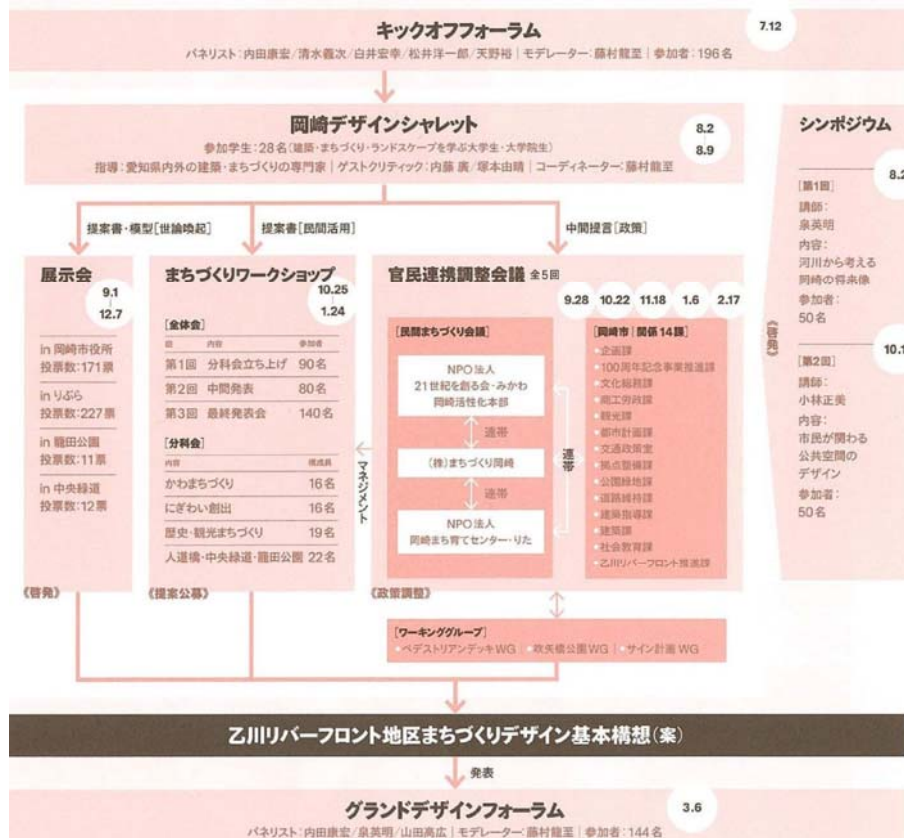 キックオフフォーラム
7.12
パネリスト:内田康宏/清水義次/白井宏幸/松井洋一郎/天野裕｜モデレーター:藤村龍至｜参加者:196名
岡崎デザインシャレット
8.2
8.9
参加学生:28名(建築・まちづくり・ランドスケープを学ぶ大学生・大学院生)
指導:愛知県内外の建築・まちづくりの専門家｜ゲストクリティック:内藤 廣/塚本由晴｜コーディネーター:藤村龍至
提案書・模型[世論喚起]
提案書[民間活用]
中間提言[政策]
展示会
9.1
12.7
in 岡崎市役所
投票数:171票
in りぶら
投票数:227票
in 籠田公園
投票数:11票
in 中央緑道
投票数:12票
《啓発》
まちづくりワークショップ
10.25
1.24
[全体会]
回 内容 参加者
第1回 分科会立ち上げ 90名
第2回 中間発表 80名
第3回 最終発表会 140名
[分科会]
内容 構成員
かわまちづくり 16名
にぎわい創出 16名
歴史・観光まちづくり 19名
人道橋・中央緑道・籠田公園 22名
《提案公募》
マネジメント
官民連携調整会議 全5回
9.28 10.22 11.18 1.6 2.17
[民間まちづくり会議]
NPO法人
21世紀を創る会・みかわ
岡崎活性化本部
連帯
(株)まちづくり岡崎
連帯
NPO法人
岡崎まち育てセンター・りた
連帯
[岡崎市｜関係14課]
企画課
100周年記念事業推進課
文化総務課
商工労政課
観光課
都市計画課
交通政策室
拠点整備課
公園緑地課
道路維持課
建築指導課
建築課
社会教育課
乙川リバーフロント推進課
《政策調整》
[ワーキンググループ]
ペデストリアンデッキWG｜吹矢橋公園WG｜サイン計画WG
シンポジウム
8.2
[第1回]
講師:
泉英明
内容:
河川から考える
岡崎の将来像
参加者:
50名
10.1
[第2回]
講師:
小林正美
内容:
市民が関わる
公共空間の
デザイン
参加者:
50名
《啓発》
乙川リバーフロント地区まちづくりデザイン基本構想(案)
発表
グランドデザインフォーラム
3.6
パネリスト:内田康宏/泉英明/山田高広｜モデレーター:藤村龍至｜参加者:144名